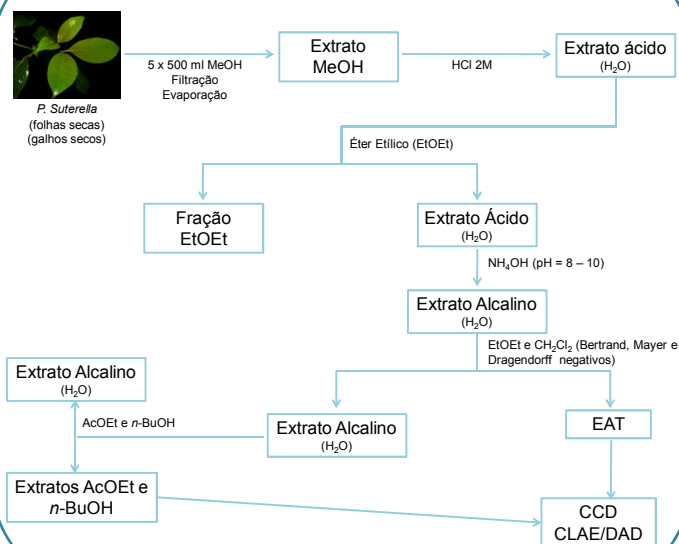 5 x 500 ml MeOH
Filtração
Evaporação
Extrato
MeOH
HCl 2M
Extrato ácido
(H₂O)
P. Suterella
(folhas secas)
(galhos secos)
Éter Etílico (EtOEt)
Fração
EtOEt
Extrato Ácido
(H₂O)
NH₄OH (pH = 8 – 10)
Extrato Alcalino
(H₂O)
EtOEt e CH₂Cl₂ (Bertrand, Mayer e
Dragendorff negativos)
Extrato Alcalino
(H₂O)
AcOEt e n-BuOH
Extrato Alcalino
(H₂O)
EAT
Extratos AcOEt e
n-BuOH
CCD
CLAE/DAD